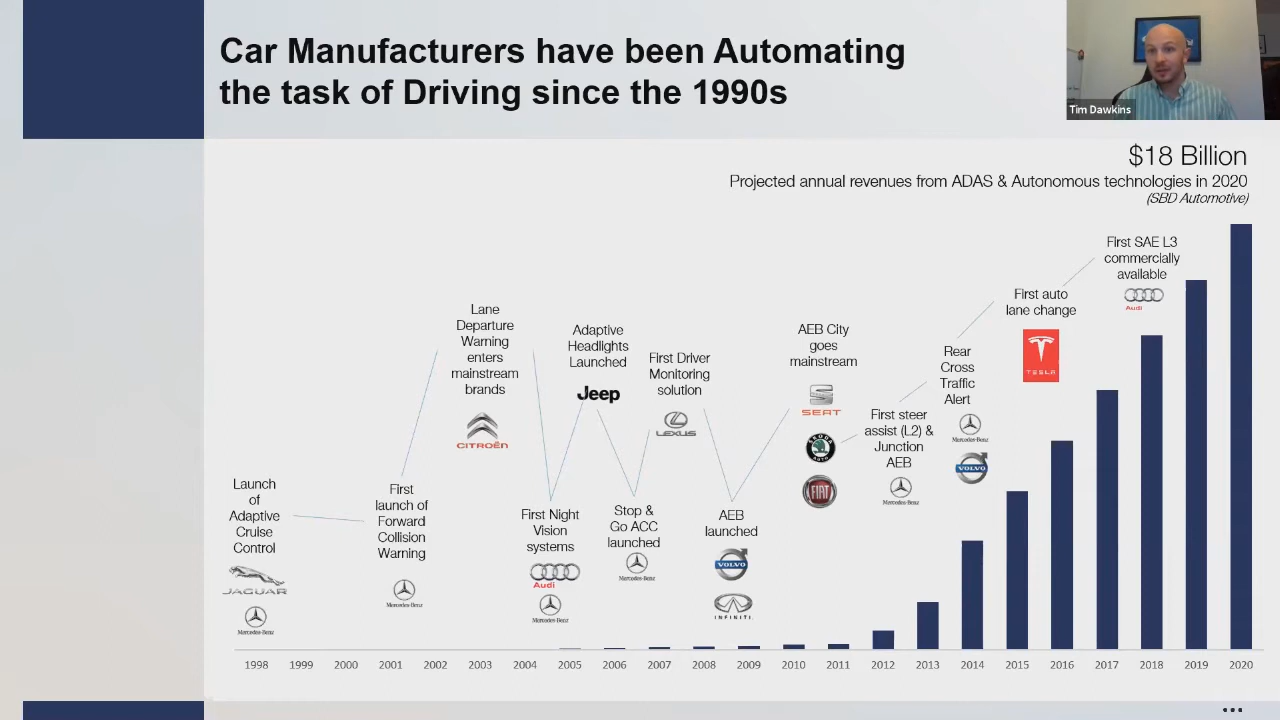 Car Manufacturers have been Automating
the task of Driving since the 1990s
Tim Dawkins
$18 Billion
Projected annual revenues from ADAS & Autonomous technologies in 2020
(SBD Automotive)
Launch
of
Adaptive
Cruise
Control
JAGUAR
Mercedes-Benz
First
launch of
Forward
Collision
Warning
Mercedes-Benz
Lane
Departure
Warning
enters
mainstream
brands
CITROËN
First Night
Vision
systems
Audi
Mercedes-Benz
Adaptive
Headlights
Launched
Jeep
Stop &
Go ACC
launched
Mercedes-Benz
First Driver
Monitoring
solution
LEXUS
AEB
launched
VOLVO
INFINITI
AEB City
goes
mainstream
SEAT
SKODA
AUTO
FIAT
First steer
assist (L2) &
Junction
AEB
Mercedes-Benz
Rear
Cross
Traffic
Alert
Mercedes-Benz
VOLVO
First auto
lane change
TESLA
First SAE L3
commercially
available
Audi
1998 1999 2000 2001 2002 2003 2004 2005 2006 2007 2008 2009 2010 2011 2012 2013 2014 2015 2016 2017 2018 2019 2020